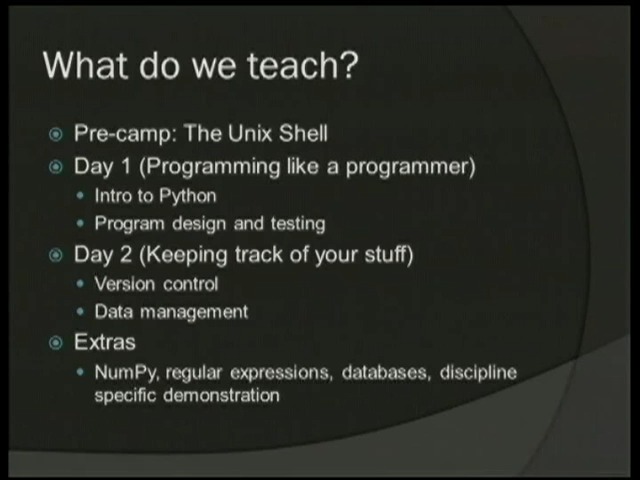 What do we teach?
Pre-camp: The Unix Shell
Day 1 (Programming like a programmer)
Intro to Python
Program design and testing
Day 2 (Keeping track of your stuff)
Version control
Data management
Extras
NumPy, regular expressions, databases, discipline
specific demonstration